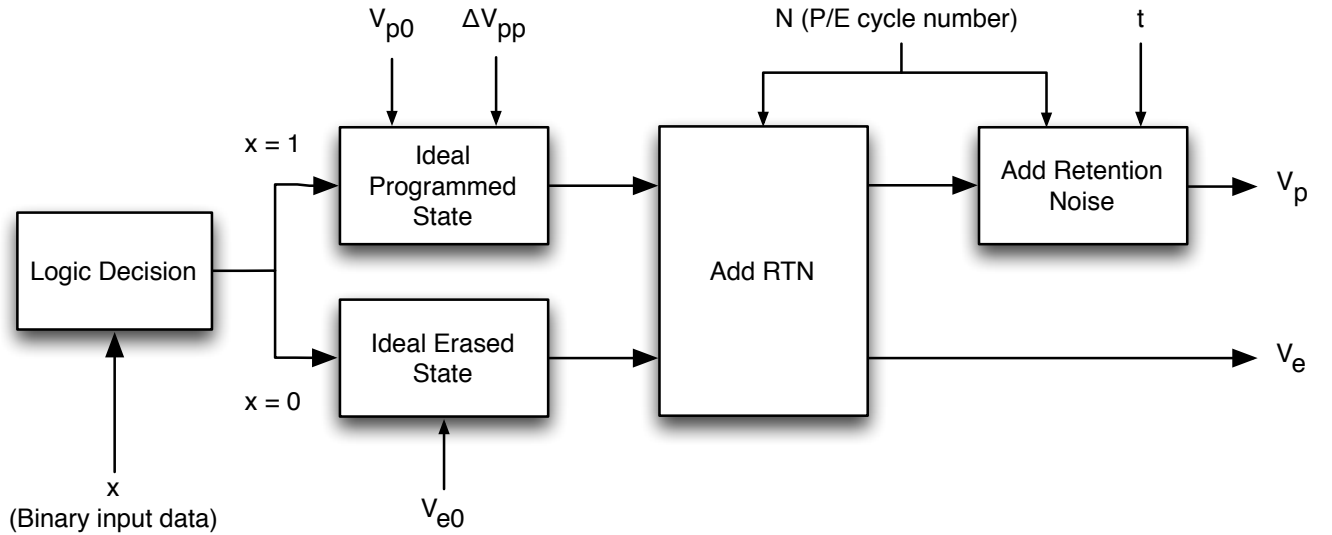 V_p0
ΔV_pp
N (P/E cycle number)
t
x = 1
Ideal
Programmed
State
Add Retention
Noise
V_p
Logic Decision
Add RTN
Ideal Erased
State
V_e
x = 0
x
(Binary input data)
V_e0